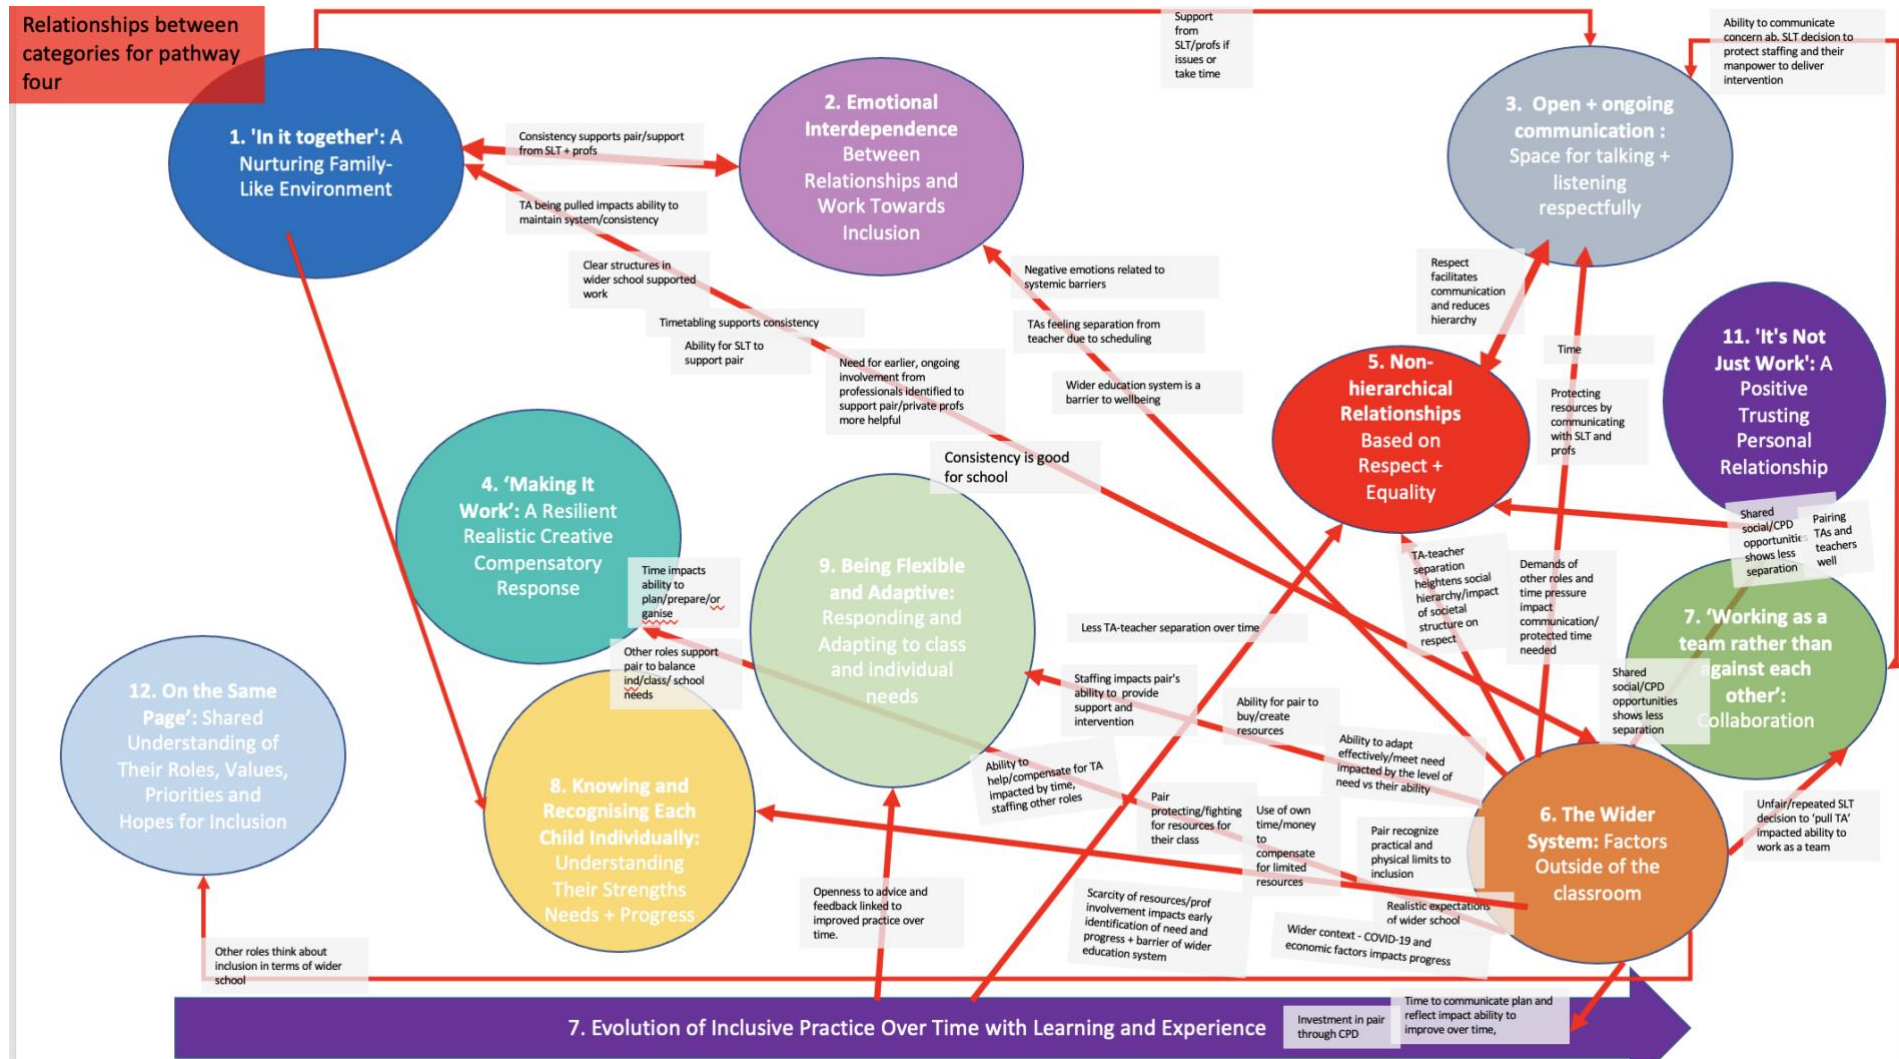 Relationships between
categories for pathway
four
Support
from
SLT/profs if
issues or
take time
Ability to communicate
concern ab. SLT decision to
protect staffing and their
manpower to deliver
intervention
1. 'In it together': A
Nurturing Family-
Like Environment
Consistency supports pair/support
from SLT + profs
2. Emotional
Interdependence
Between
Relationships and
Work Towards
Inclusion
3. Open + ongoing
communication :
Space for talking +
listening
respectfully
TA being pulled impacts ability to
maintain system/consistency
Clear structures in
wider school supported
work
Timetabling supports consistency
Ability for SLT to
support pair
Need for earlier, ongoing
involvement from
professionals identified to
support pair/private profs
more helpful
Consistency is good
for school
Negative emotions related to
systemic barriers
TAs feeling separation from
teacher due to scheduling
Wider education system is a
barrier to wellbeing
Respect
facilitates
communication
and reduces
hierarchy
Time
Protecting
resources by
communicating
with SLT and
profs
5. Non-
hierarchical
Relationships
Based on
Respect +
Equality
11. 'It's Not
Just Work': A
Positive
Trusting
Personal
Relationship
Shared
social/CPD
opportunities
shows less
separation
Pairing
TAs and
teachers
well
4. ‘Making It
Work’: A Resilient
Realistic Creative
Compensatory
Response
Time impacts
ability to
plan/prepare/or
ganise
Other roles support
pair to balance
ind/class/ school
needs
9. Being Flexible
and Adaptive:
Responding and
Adapting to class
and individual
needs
Less TA-teacher separation over time
TA-teacher
separation
heightens social
hierarchy/impact
of societal
structure on
respect
Demands of
other roles and
time pressure
impact
communication/
protected time
needed
7. ‘Working as a
team rather than
against each
other’:
Collaboration
Shared
social/CPD
opportunities
shows less
separation
12. On the Same
Page’: Shared
Understanding of
Their Roles, Values,
Priorities and
Hopes for Inclusion
8. Knowing and
Recognising Each
Child Individually:
Understanding
Their Strengths
Needs + Progress
Staffing impacts pair's
ability to provide
support and
intervention
Ability for pair to
buy/create
resources
Ability to adapt
effectively/meet need
impacted by the level of
need vs their ability
Ability to
help/compensate for TA
impacted by time,
staffing other roles
Pair
protecting/fighting
for resources for
their class
Use of own
time/money
to
compensate
for limited
resources
Pair recognize
practical and
physical limits to
inclusion
Realistic expectations
of wider school
6. The Wider
System: Factors
Outside of the
classroom
Unfair/repeated SLT
decision to ‘pull TA’
impacted ability to
work as a team
Openness to advice and
feedback linked to
improved practice over
time.
Scarcity of resources/prof
involvement impacts early
identification of need and
progress + barrier of wider
education system
Wider context - COVID-19 and
economic factors impacts progress
Other roles think about
inclusion in terms of wider
school
7. Evolution of Inclusive Practice Over Time with Learning and Experience
Investment in pair
through CPD
Time to communicate plan and
reflect impact ability to
improve over time,